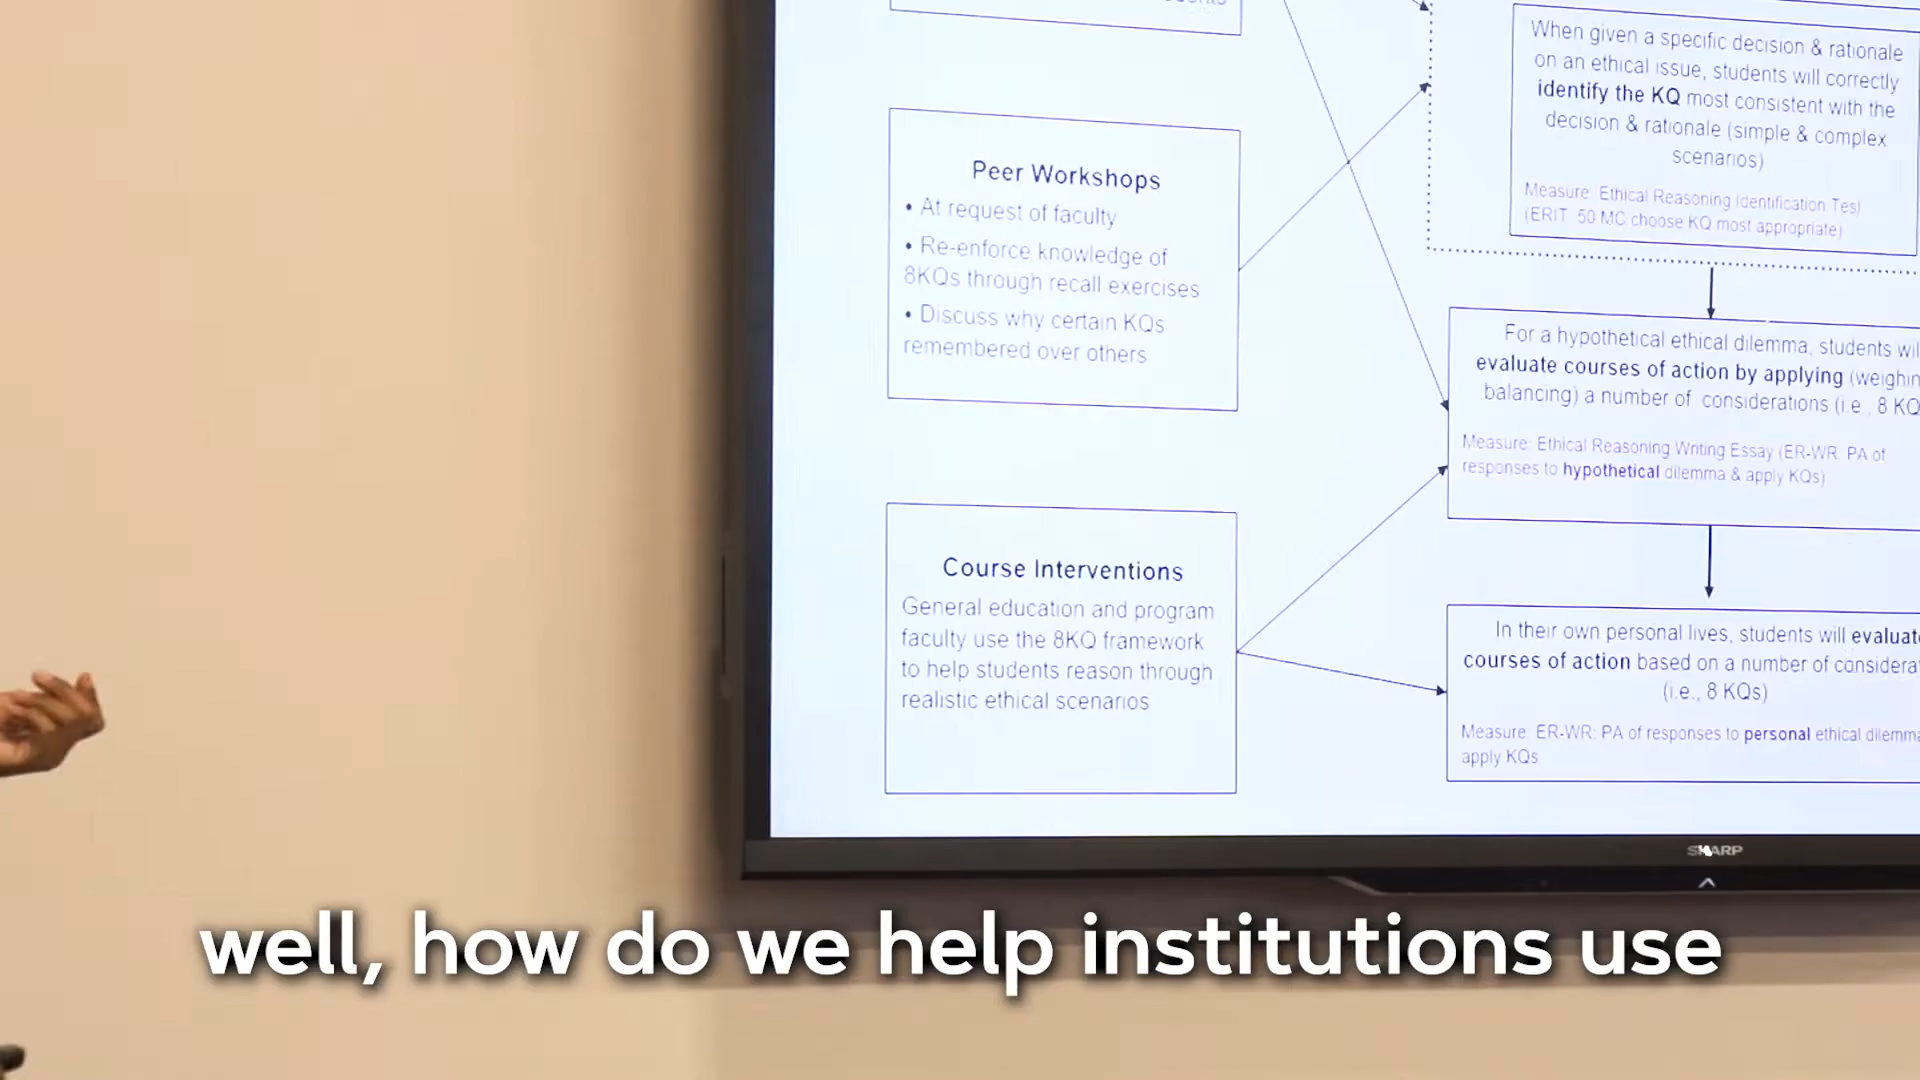 Peer Workshops
• At request of faculty
• Re-enforce knowledge of
8KQs through recall exercises
• Discuss why certain KQs
remembered over others
Course Interventions
General education and program
faculty use the 8KQ framework
to help students reason through
realistic ethical scenarios
When given a specific decision & rationale
on an ethical issue, students will correctly
identify the KQ most consistent with the
decision & rationale (simple & complex
scenarios)
Measure: Ethical Reasoning Identification Test
(ERIT: 50 MC choose KQ most appropriate)
For a hypothetical ethical dilemma, students
evaluate courses of action by applying
balancing) a number of considerations (i.e., 8
Measure: Ethical Reasoning Writing Essay (ER-WR: PA of
responses to hypothetical dilemma & apply KQs)
In their own personal lives, students will
courses of action based on a number of
(i.e., 8 KQs)
Measure: ER-WR: PA of responses to personal ethical
apply KQs
SHARP
well, how do we help institutions use